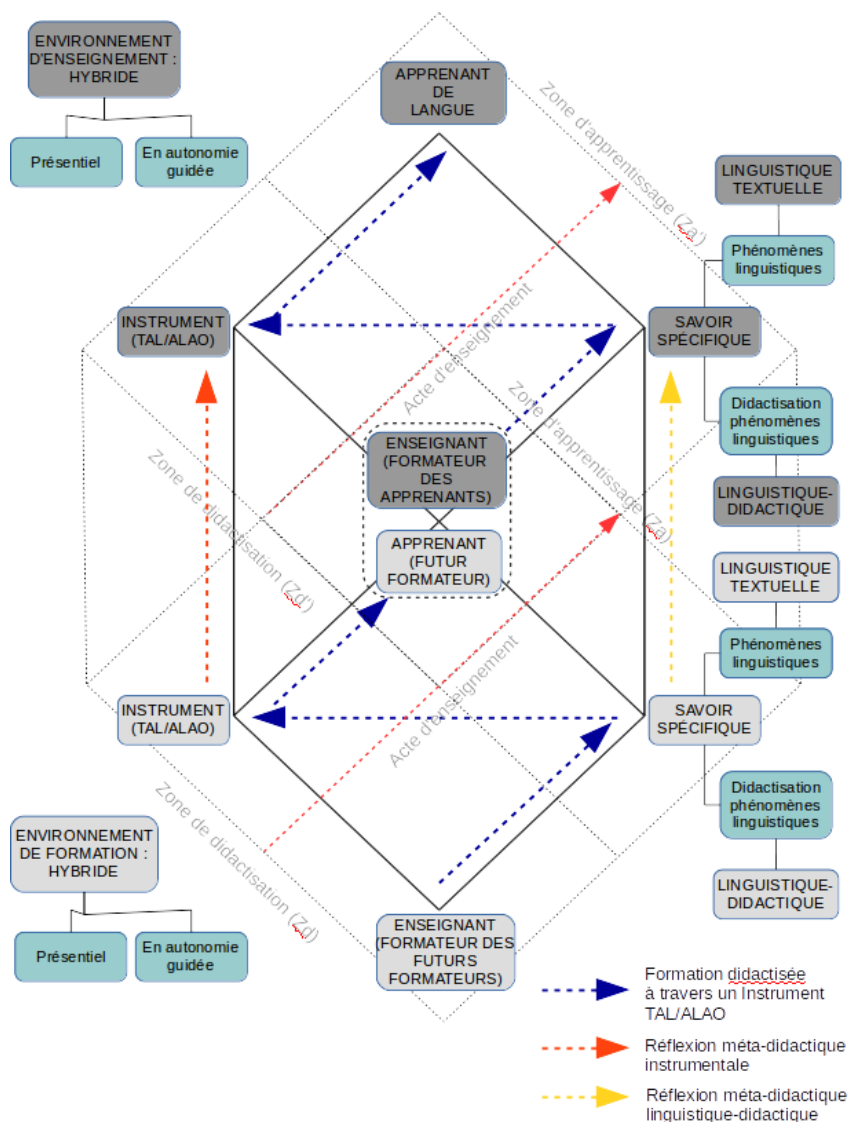 ENVIRONNEMENT
D'ENSEIGNEMENT :
HYBRIDE
Présentiel
En autonomie
guidée
APPRENANT
DE
LANGUE
Zone d'apprentissage (Za')
LINGUISTIQUE
TEXTUELLE
Phénomènes
linguistiques
INSTRUMENT
(TAL/ALAO)
SAVOIR
SPÉCIFIQUE
Acte d'enseignement
Didactisation
phénomènes
linguistiques
LINGUISTIQUE-
DIDACTIQUE
Zone d'apprentissage (Za)
Zone de didactisation (Zd')
ENSEIGNANT
(FORMATEUR
DES
APPRENANTS)
APPRENANT
(FUTUR
FORMATEUR)
LINGUISTIQUE
TEXTUELLE
Phénomènes
linguistiques
INSTRUMENT
(TAL/ALAO)
SAVOIR
SPÉCIFIQUE
Acte d'enseignement
Didactisation
phénomènes
linguistiques
LINGUISTIQUE-
DIDACTIQUE
Zone de didactisation (Zd)
ENVIRONNEMENT
DE FORMATION :
HYBRIDE
Présentiel
En autonomie
guidée
ENSEIGNANT
(FORMATEUR DES
FUTURS
FORMATEURS)
Formation didactisée
à travers un Instrument
TAL/ALAO
Réflexion méta-didactique
instrumentale
Réflexion méta-didactique
linguistique-didactique